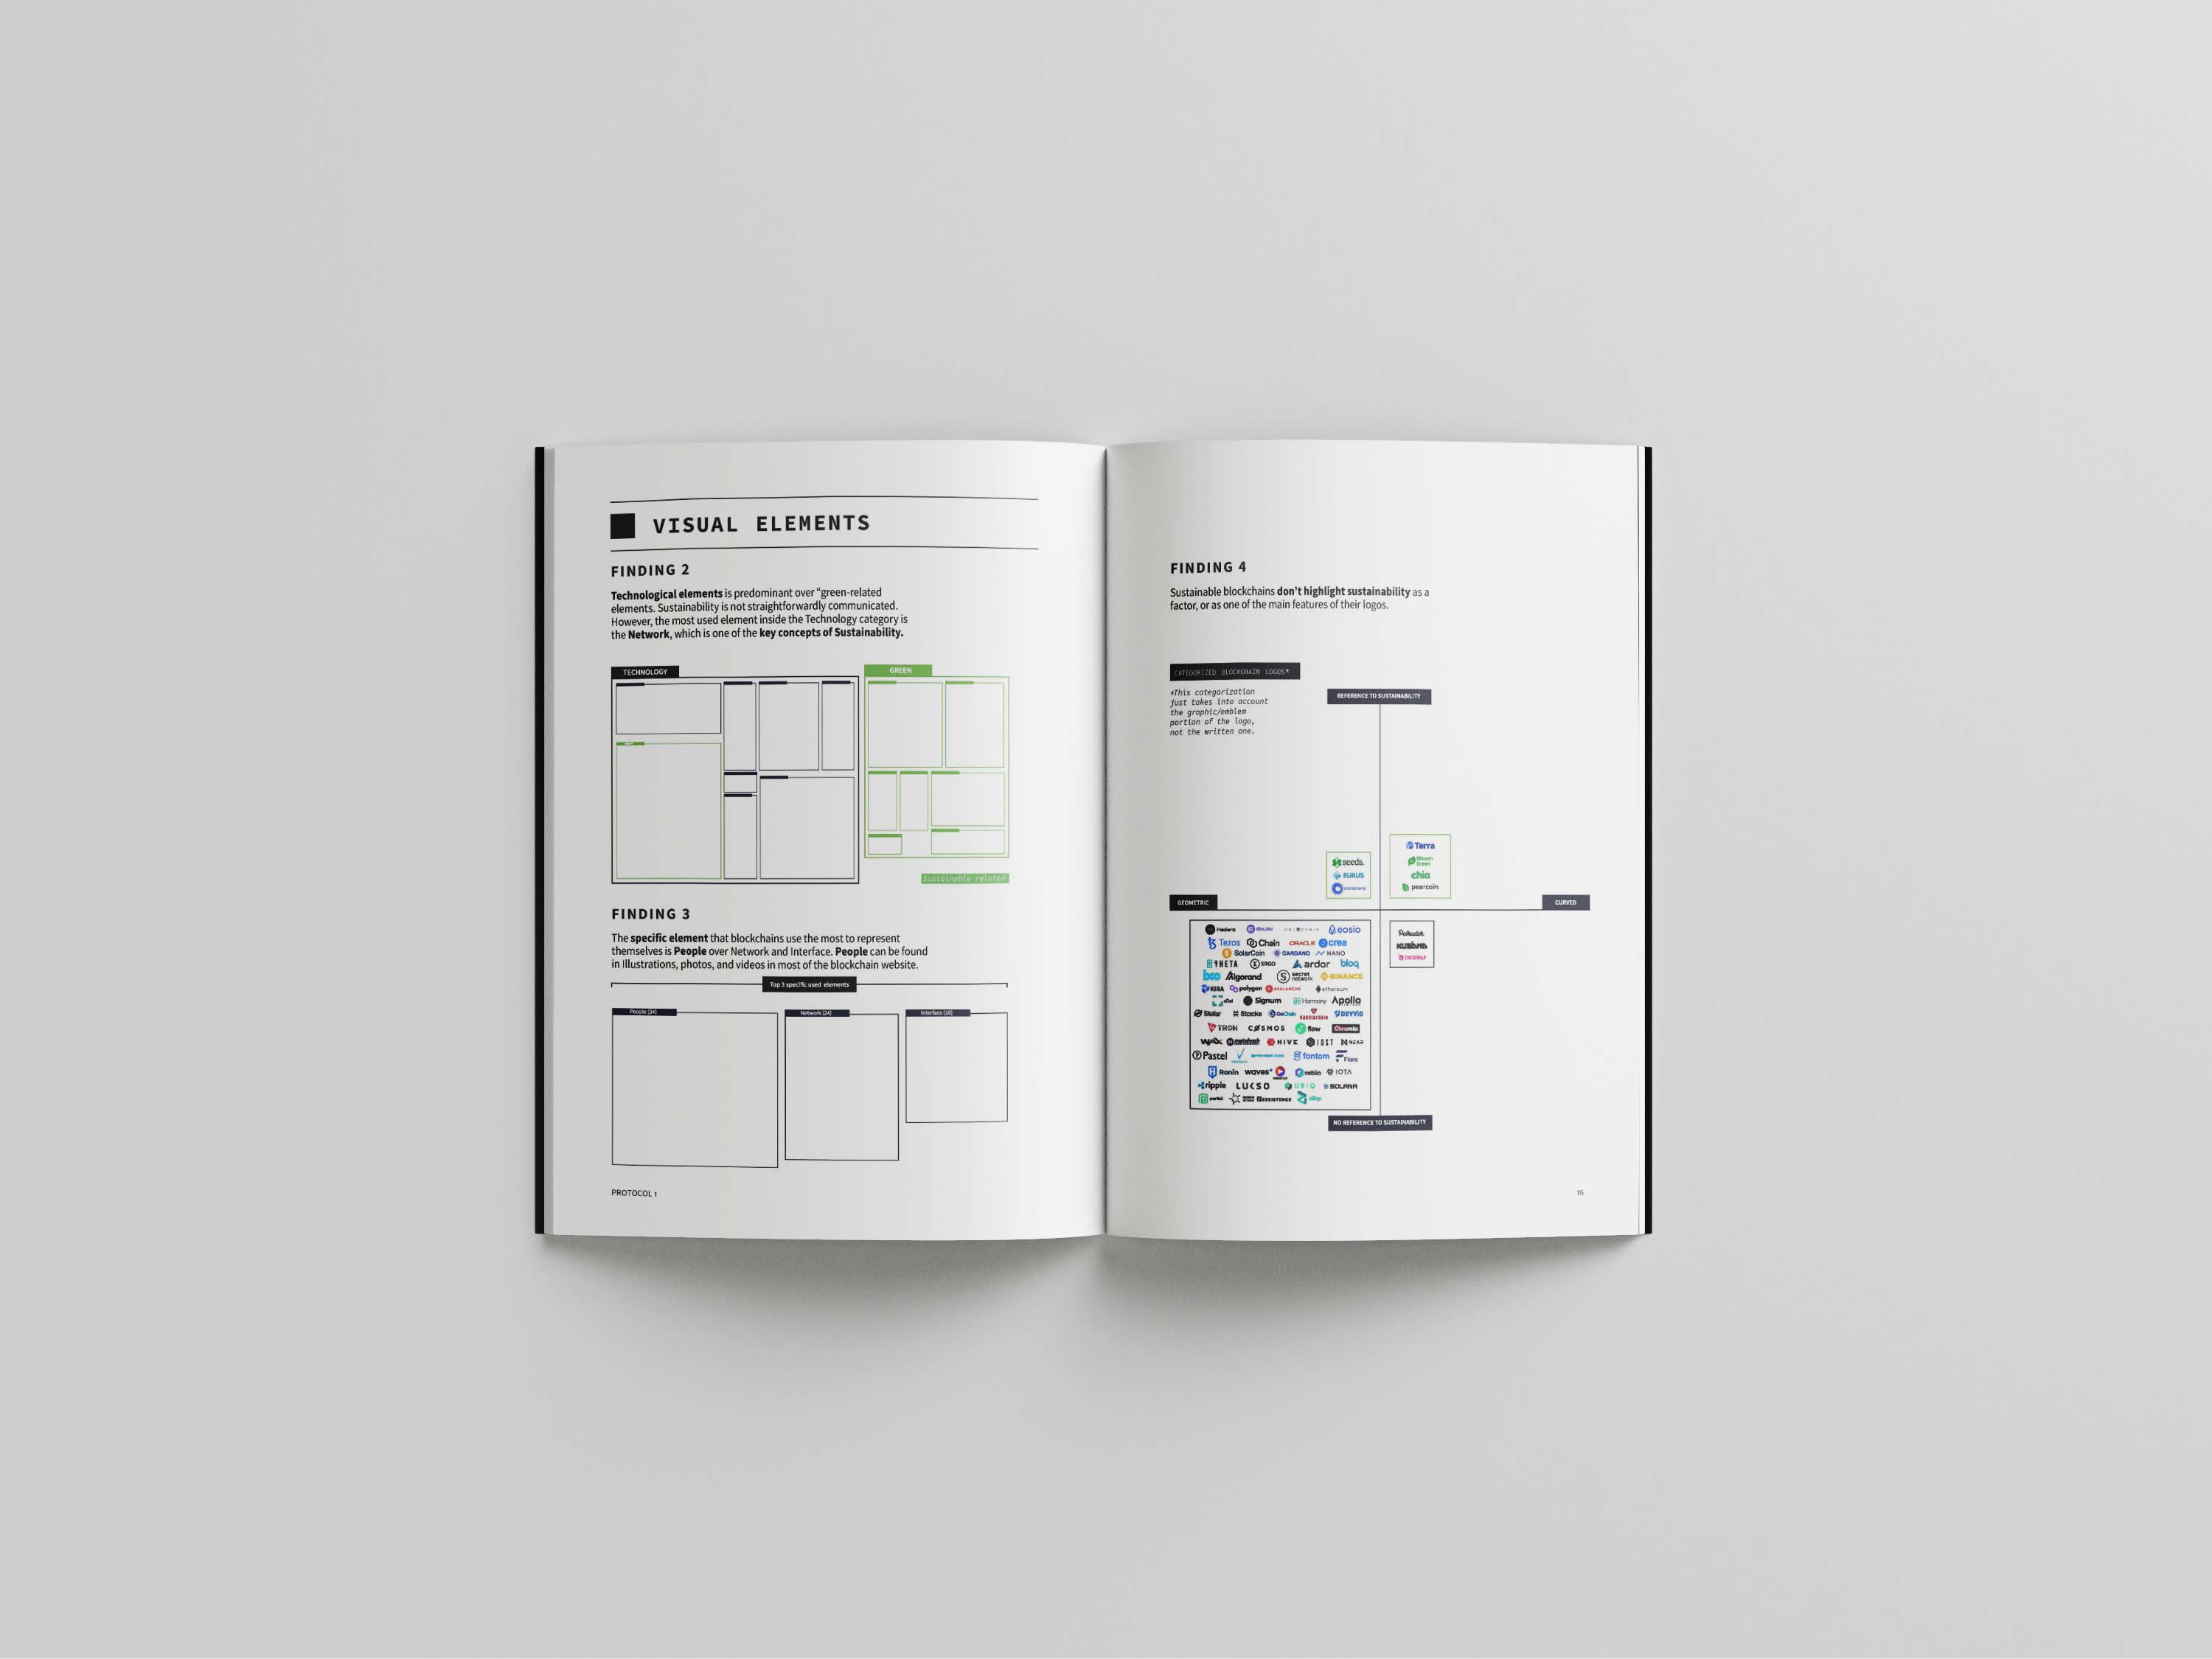 VISUAL ELEMENTS
FINDING 2
Technological elements is predominant over “green-related
elements. Sustainability is not straightforwardly communicated.
However, the most used element inside the Technology category is
the Network, which is one of the key concepts of Sustainability.
TECHNOLOGY
GREEN
Sustainable related
FINDING 3
The specific element that blockchains use the most to represent
themselves is People over Network and Interface. People can be found
in Illustrations, photos, and videos in most of the blockchain website.
Top 3 specific used elements
People (34)
Network (24)
Interface (16)
PROTOCOL 1
FINDING 4
Sustainable blockchains don’t highlight sustainability as a
factor, or as one of the main features of their logos.
CATEGORIZED BLOCKCHAIN LOGOS*
*This categorization
just takes into account
the graphic/emblem
portion of the logo,
not the written one.
REFERENCE TO SUSTAINABILITY
seeds.
EURUS
Terra
Bitcoin
Green
chia
peercoin
GEOMETRIC
CURVED
Hedera ENJIN HOLOCHAIN eosio
Tezos Chain ORACLE crea
SolarCoin CARDANO NANO
THETA ERGO ardor bloq
Algorand secret network BINANCE
KIRA polygon AVALANCHE ethereum
xDai Signum Harmony Apollo
Stellar Stacks GoChain KARDIACHAIN DEVVIO
TRON COSMOS flow Chromia
WAX HIVE IOST NEAR
Pastel fantom Flare
Ronin waves neblio IOTA
ripple LUKSO UBIQ SOLANA
PERSISTENCE
Polkadot.
KUSAMA
NO REFERENCE TO SUSTAINABILITY
15